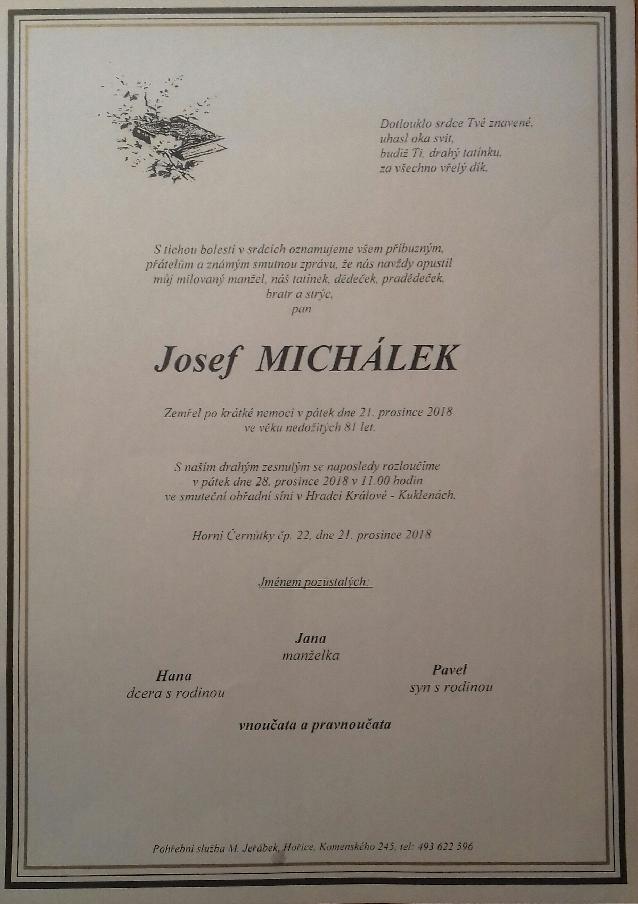 Dotlouklo srdce Tvé znavené,
uhasl oka svit,
budiž Ti, drahý tatínku,
za všechno vřelý dík.
S tichou bolestí v srdcích oznamujeme všem příbuzným,
přátelům a známým smutnou zprávu, že nás navždy opustil
můj milovaný manžel, náš tatínek, dědeček, pradědeček,
bratr a strýc,
pan
Josef MICHÁLEK
Zemřel po krátké nemoci v pátek dne 21. prosince 2018
ve věku nedožitých 81 let.
S naším drahým zesnulým se naposledy rozloučíme
v pátek dne 28. prosince 2018 v 11.00 hodin
ve smuteční obřadní síni v Hradci Králové - Kuklenách.
Horní Černůtky čp. 22, dne 21. prosince 2018
Jménem pozůstalých:
Jana
manželka
Hana
dcera s rodinou
Pavel
syn s rodinou
vnoučata a pravnoučata
Pohřební služba M. Jeřábek, Hořice, Komenského 245, tel: 493 622 596